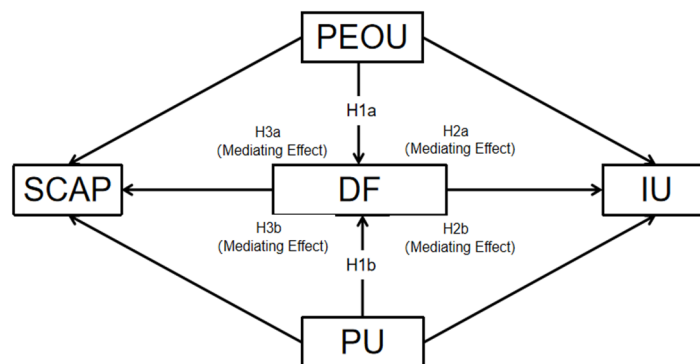 PEOU
H1a
H3a
(Mediating Effect)
H2a
(Mediating Effect)
SCAP
DF
IU
H3b
(Mediating Effect)
H2b
(Mediating Effect)
H1b
PU